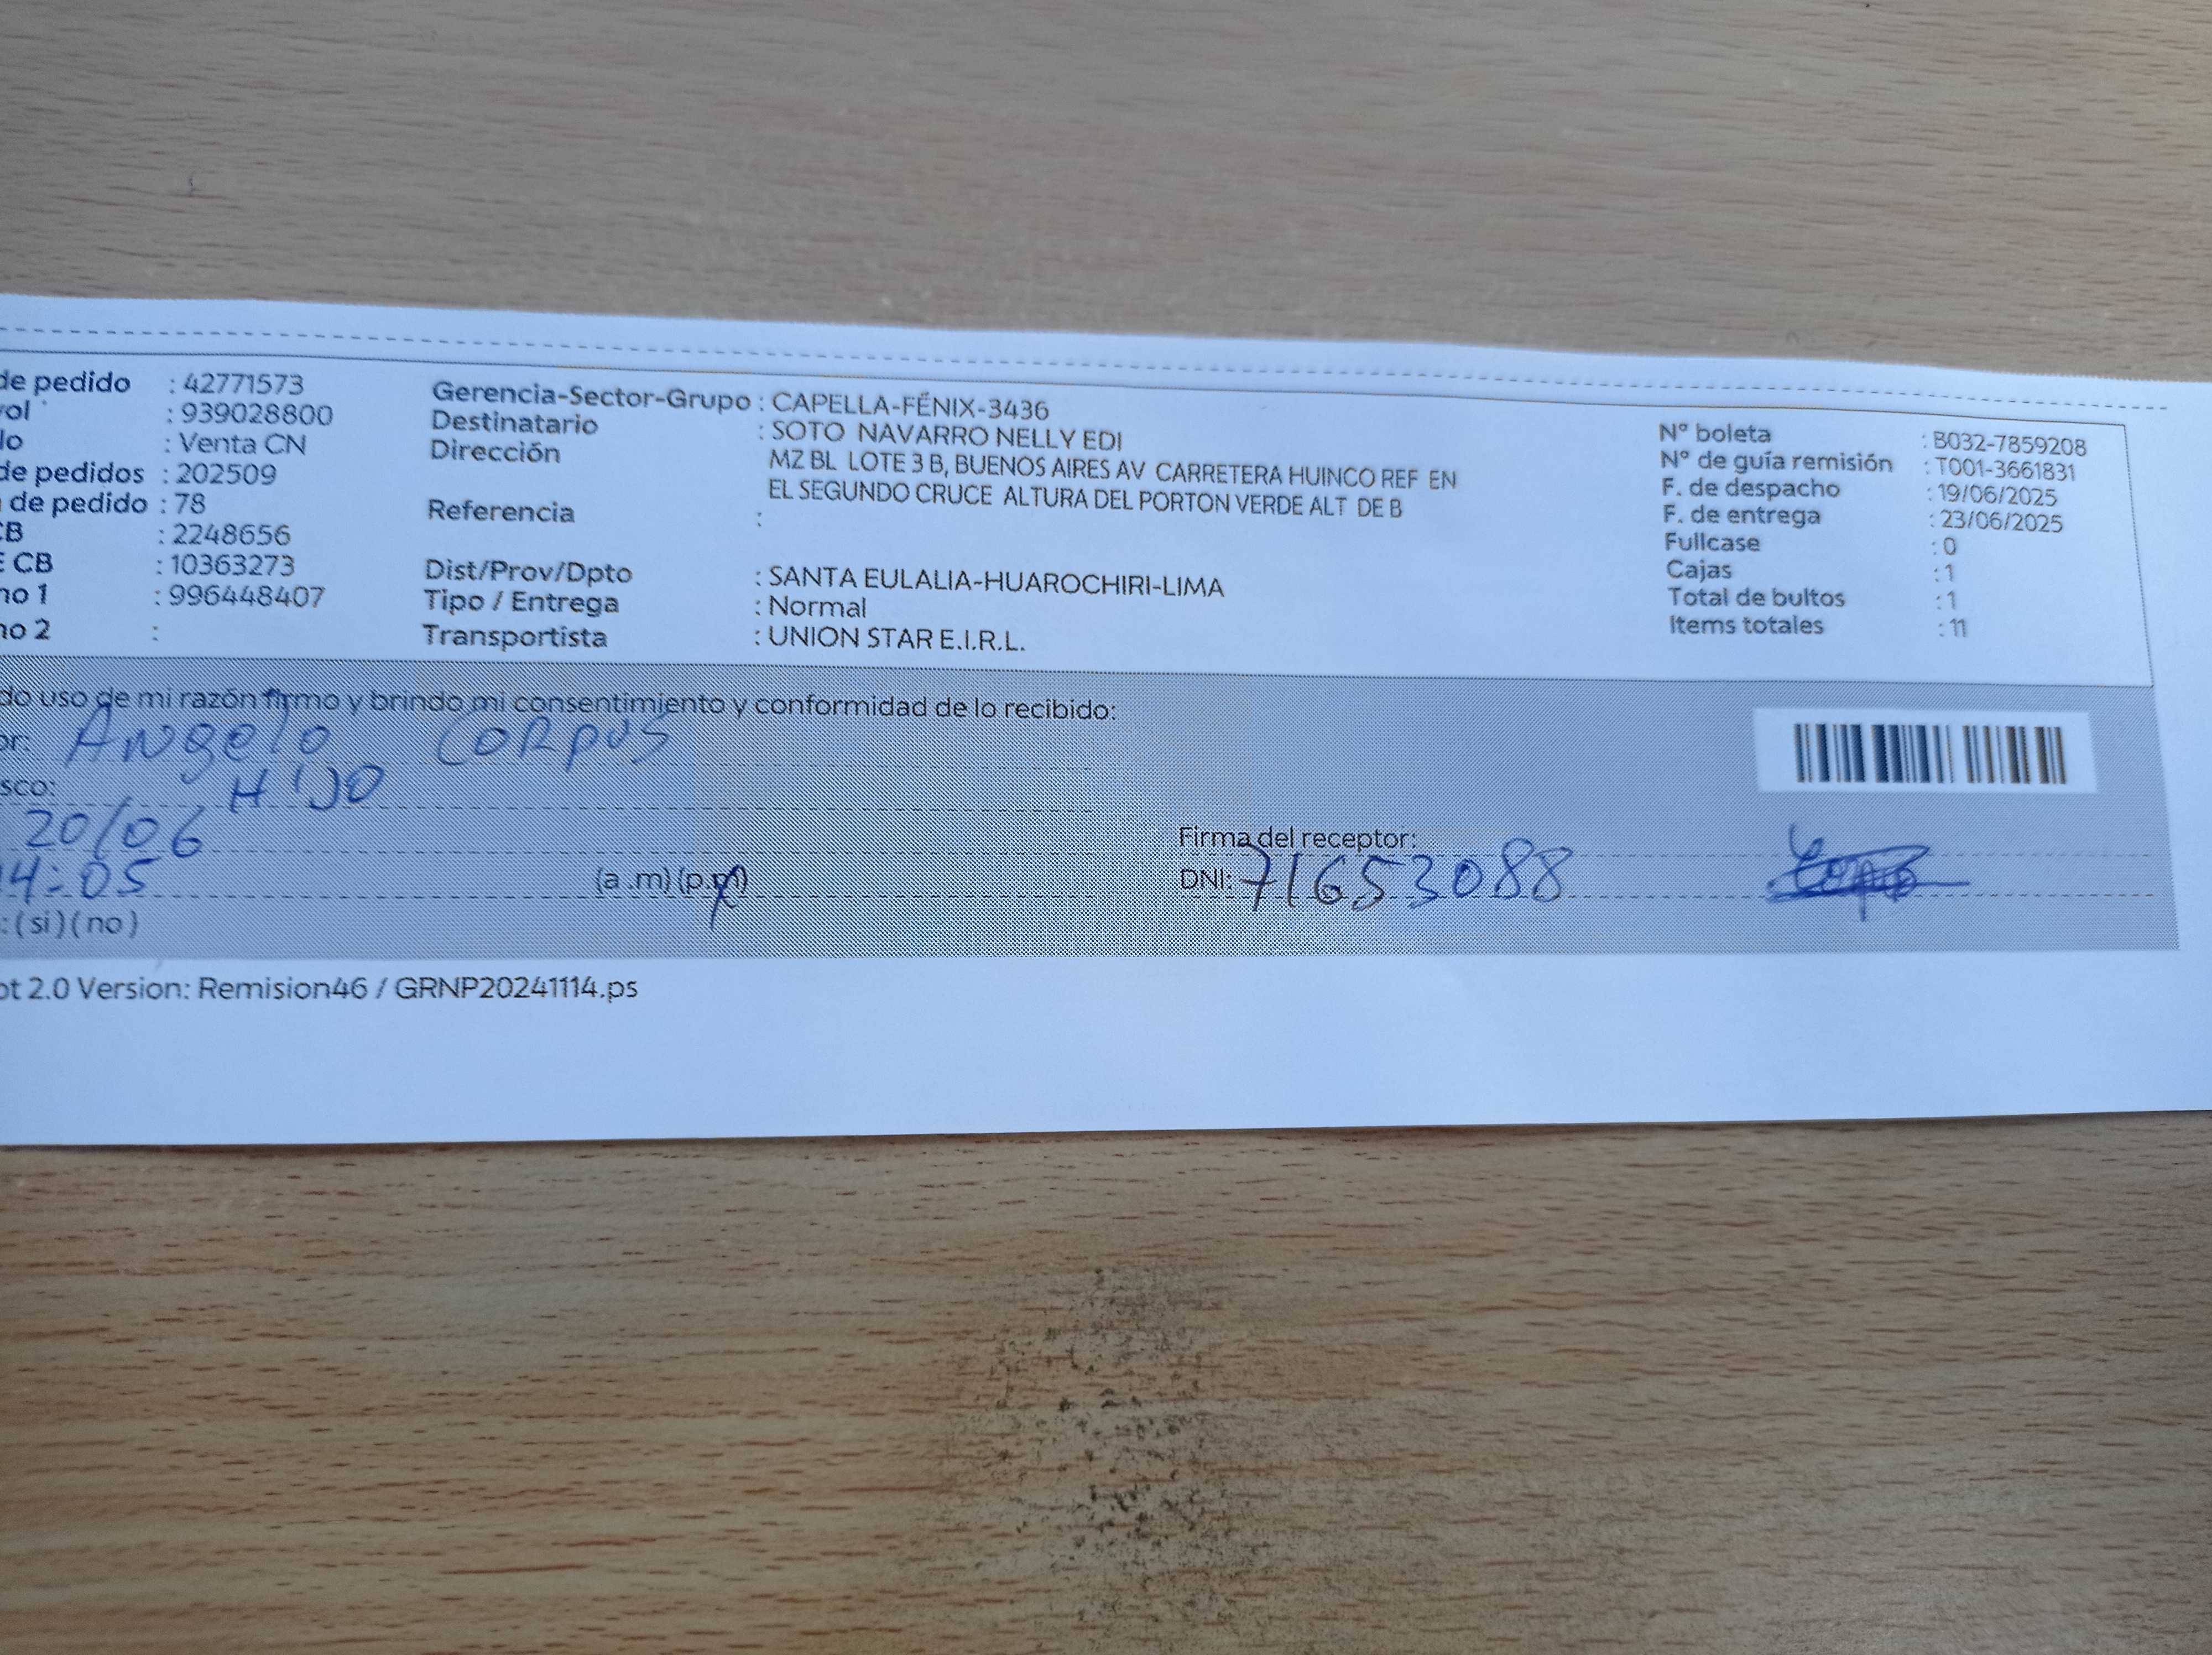 de pedido : 42771573
rol : 939028800
lo : Venta CN
de pedidos : 202509
de pedido : 78
CB : 2248656
E CB : 10363273
no 1 : 996448407
no 2 :
Gerencia-Sector-Grupo : CAPELLA-FÉNIX-3436
Destinatario : SOTO NAVARRO NELLY EDI
Dirección MZ BL LOTE 3 B, BUENOS AIRES AV CARRETERA HUINCO REF EN
EL SEGUNDO CRUCE ALTURA DEL PORTON VERDE ALT DE B
Referencia :
Dist/Prov/Dpto : SANTA EULALIA-HUAROCHIRI-LIMA
Tipo / Entrega : Normal
Transportista : UNION STAR E.I.R.L.
Nº boleta : B032-7859208
Nº de guía remisión : T001-3661831
F. de despacho : 19/06/2025
F. de entrega : 23/06/2025
Fullcase : 0
Cajas : 1
Total de bultos : 1
Items totales : 11
do uso de mi razón firmo y brindo mi consentimiento y conformidad de lo recibido:
or: Angelo Corpus
sco: HIJO
20/06
Firma del receptor:
4:05 (a .m) (p.m)
DNI: 71653088
: (si) (no)
ot 2.0 Version: Remision46 / GRNP20241114.ps